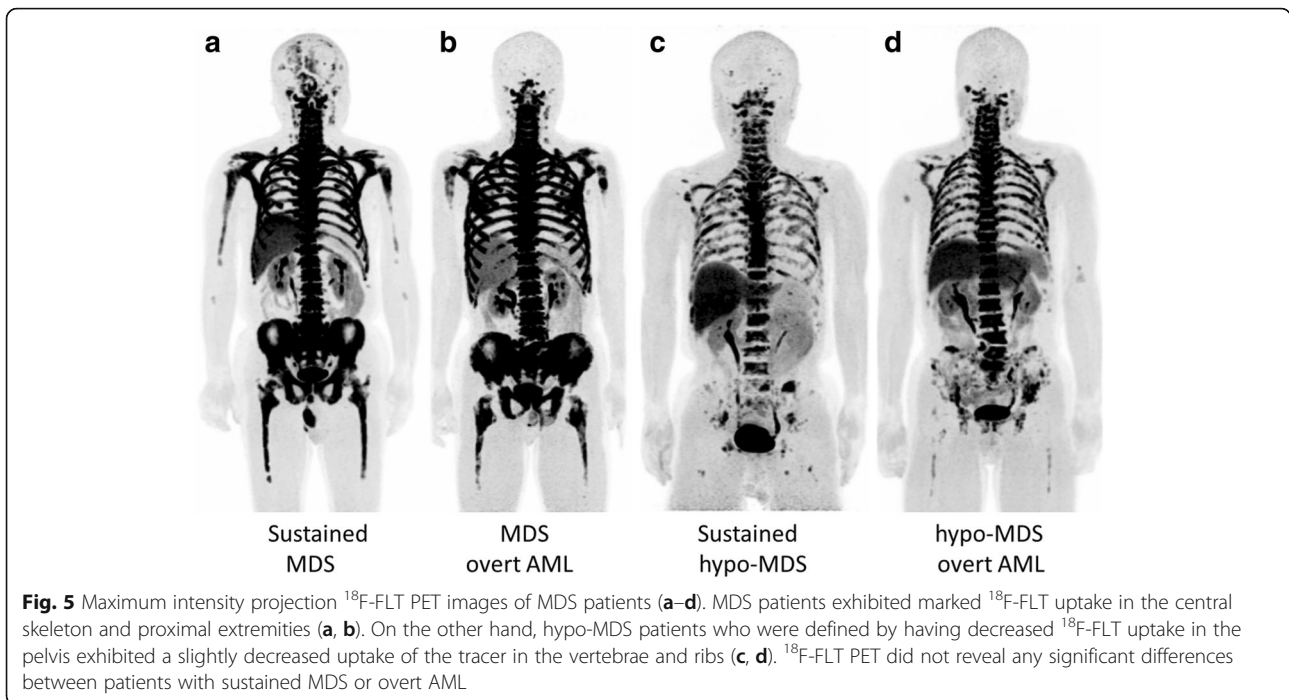 a b c d
Sustained MDS overt AML Sustained hypo-MDS hypo-MDS overt AML
Fig. 5 Maximum intensity projection ¹⁸F-FLT PET images of MDS patients (a–d). MDS patients exhibited marked ¹⁸F-FLT uptake in the central
skeleton and proximal extremities (a, b). On the other hand, hypo-MDS patients who were defined by having decreased ¹⁸F-FLT uptake in the
pelvis exhibited a slightly decreased uptake of the tracer in the vertebrae and ribs (c, d). ¹⁸F-FLT PET did not reveal any significant differences
between patients with sustained MDS or overt AML